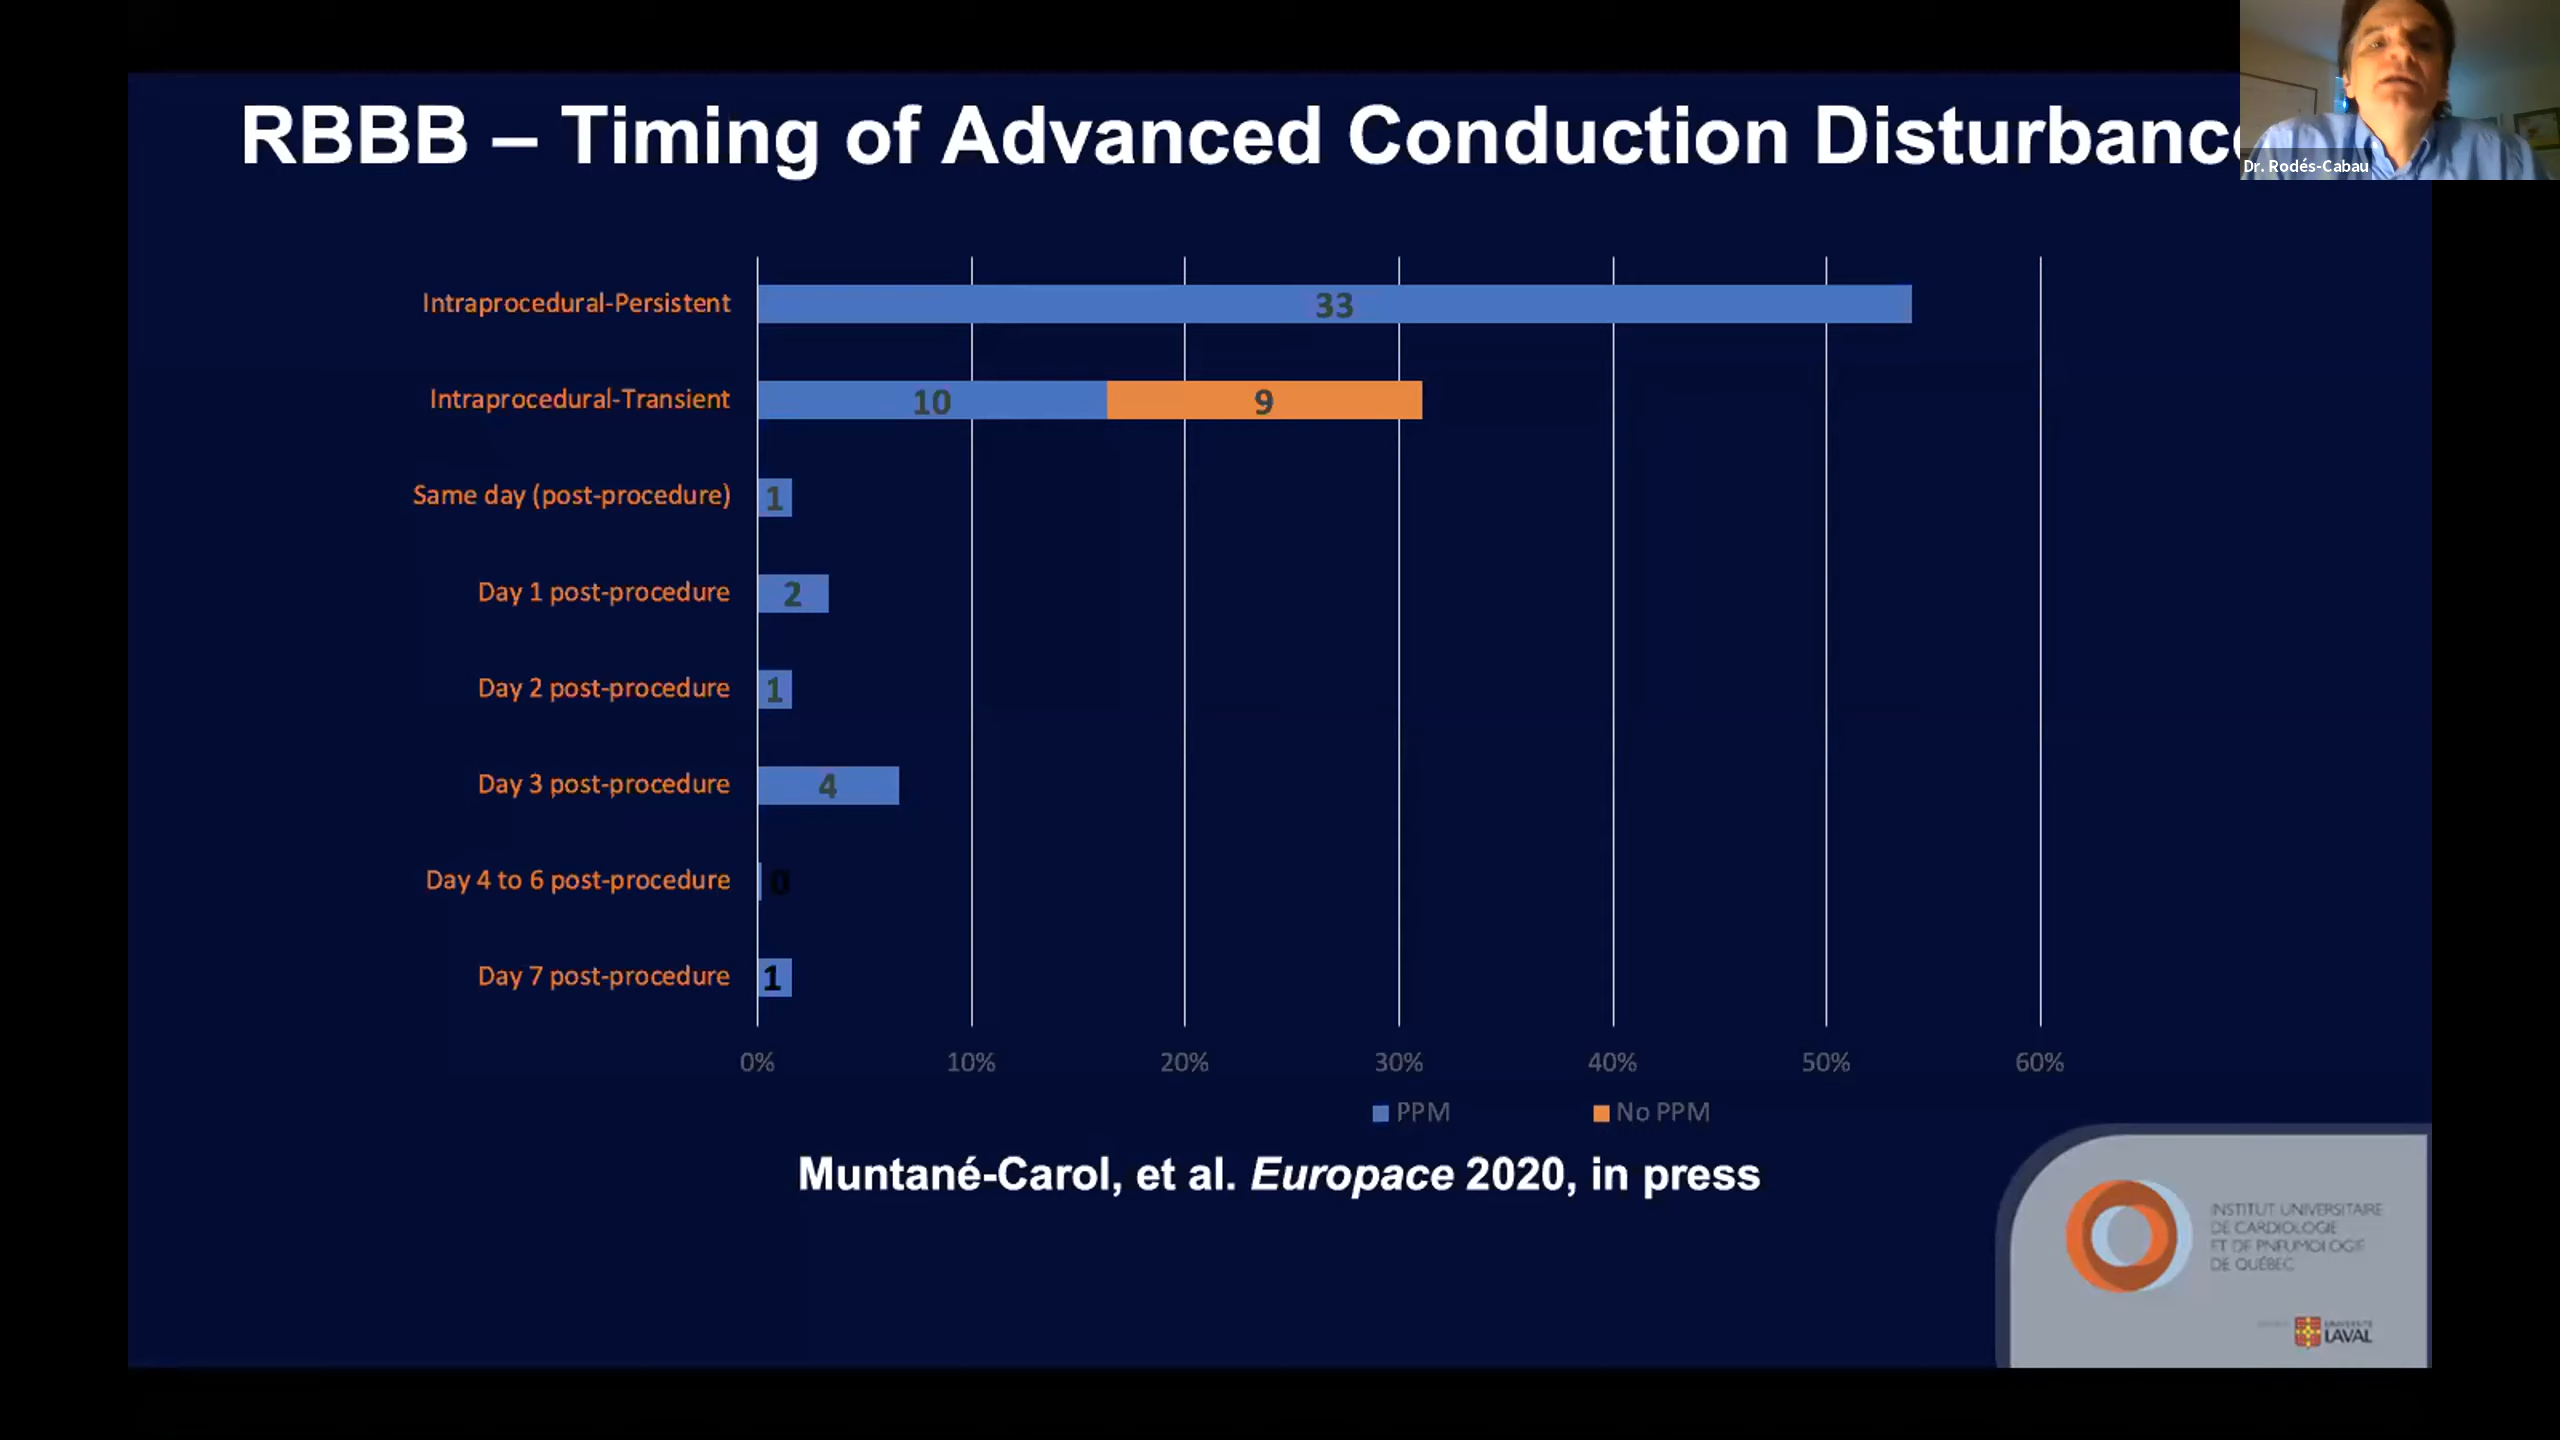 RBBB – Timing of Advanced Conduction Disturbanc
Dr. Rodés-Cabau
Intraprocedural-Persistent
33
Intraprocedural-Transient
10
9
Same day (post-procedure)
1
Day 1 post-procedure
2
Day 2 post-procedure
1
Day 3 post-procedure
4
Day 4 to 6 post-procedure
0
Day 7 post-procedure
1
0%
10%
20%
30%
40%
50%
60%
PPM
No PPM
Muntané-Carol, et al. Europace 2020, in press
INSTITUT UNIVERSITAIRE
DE CARDIOLOGIE
ET DE PNEUMOLOGIE
DE QUÉBEC
UNIVERSITÉ
LAVAL